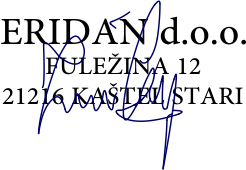 ERIDAN d.o.o.
FULEŽINA 12
21216 KAŠTEL STARI